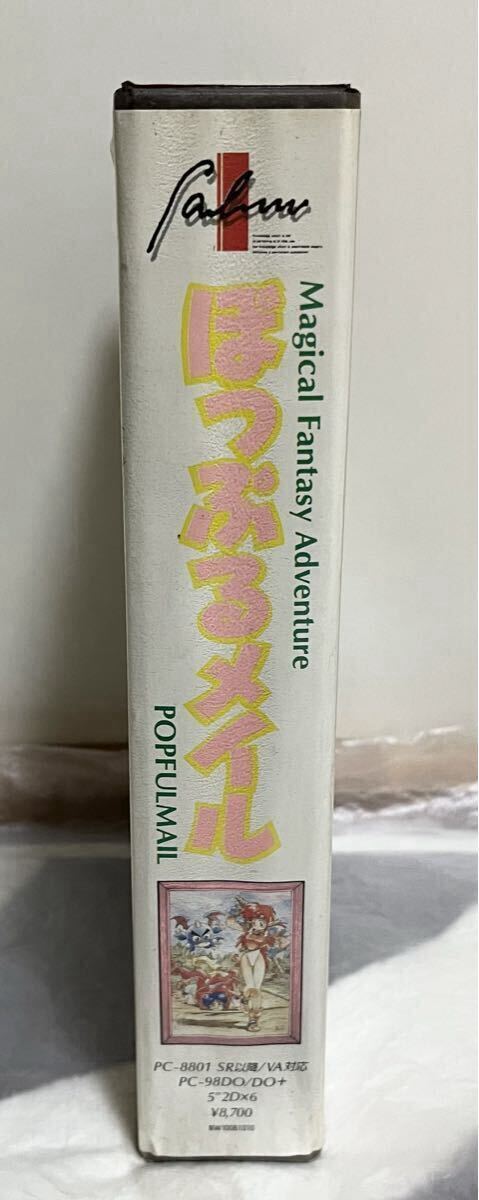 Falcom
Magical Fantasy Adventure
ぽっぷるメイル
POPFULMAIL
PC-8801 SR以降/VA対応
PC-98DO/DO+
5"2D×6
¥8,700